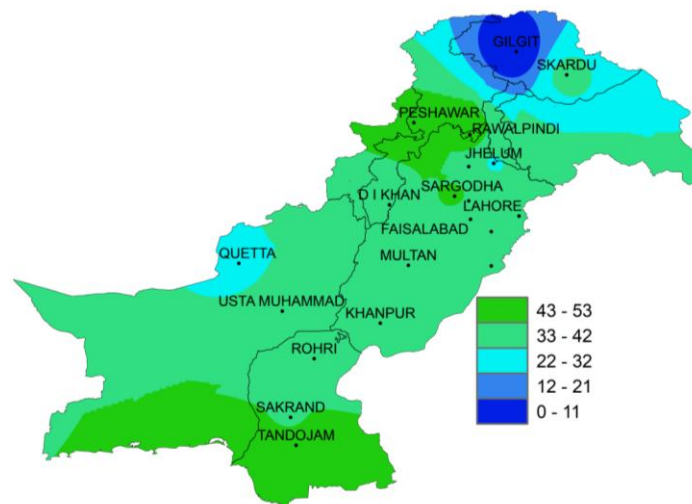 GILGIT
SKARDU
PESHAWAR
RAWALPINDI
JHELUM
SARGODHA
D I KHAN
LAHORE
FAISALABAD
QUETTA
MULTAN
USTA MUHAMMAD
KHANPUR
ROHRI
SAKRAND
TANDOJAM
43 - 53
33 - 42
22 - 32
12 - 21
0 - 11